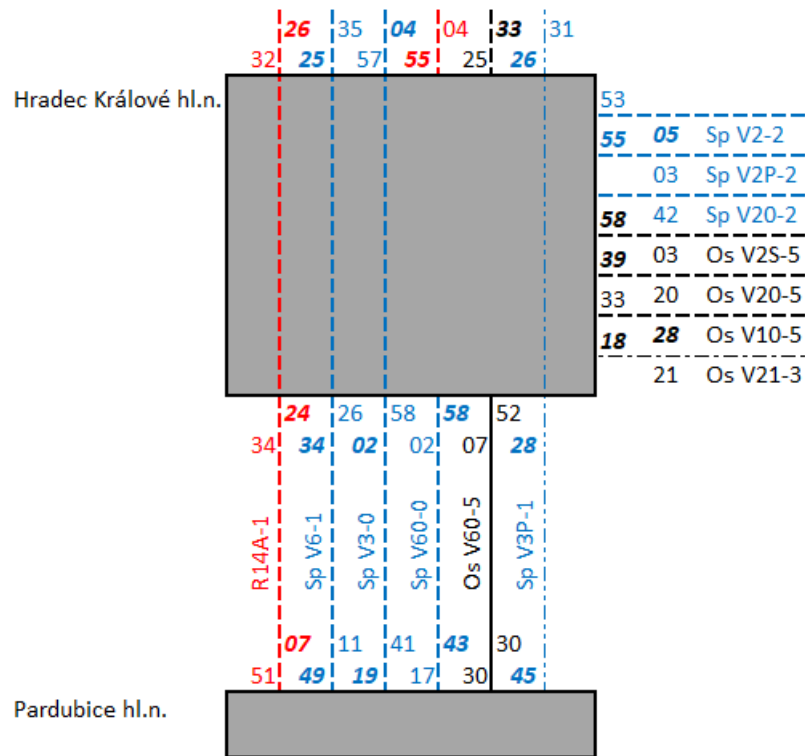 26 35 04 04 33 31
32 25 57 55 25 26
Hradec Králové hl.n.
53
55 05 Sp V2-2
03 Sp V2P-2
58 42 Sp V20-2
39 03 Os V2S-5
33 20 Os V20-5
18 28 Os V10-5
21 Os V21-3
24 26 58 58 52
34 34 02 02 07 28
R14A-1
Sp V6-1
Sp V3-0
Sp V60-0
Os V60-5
Sp V3P-1
07 11 41 43 30
51 49 19 17 30 45
Pardubice hl.n.